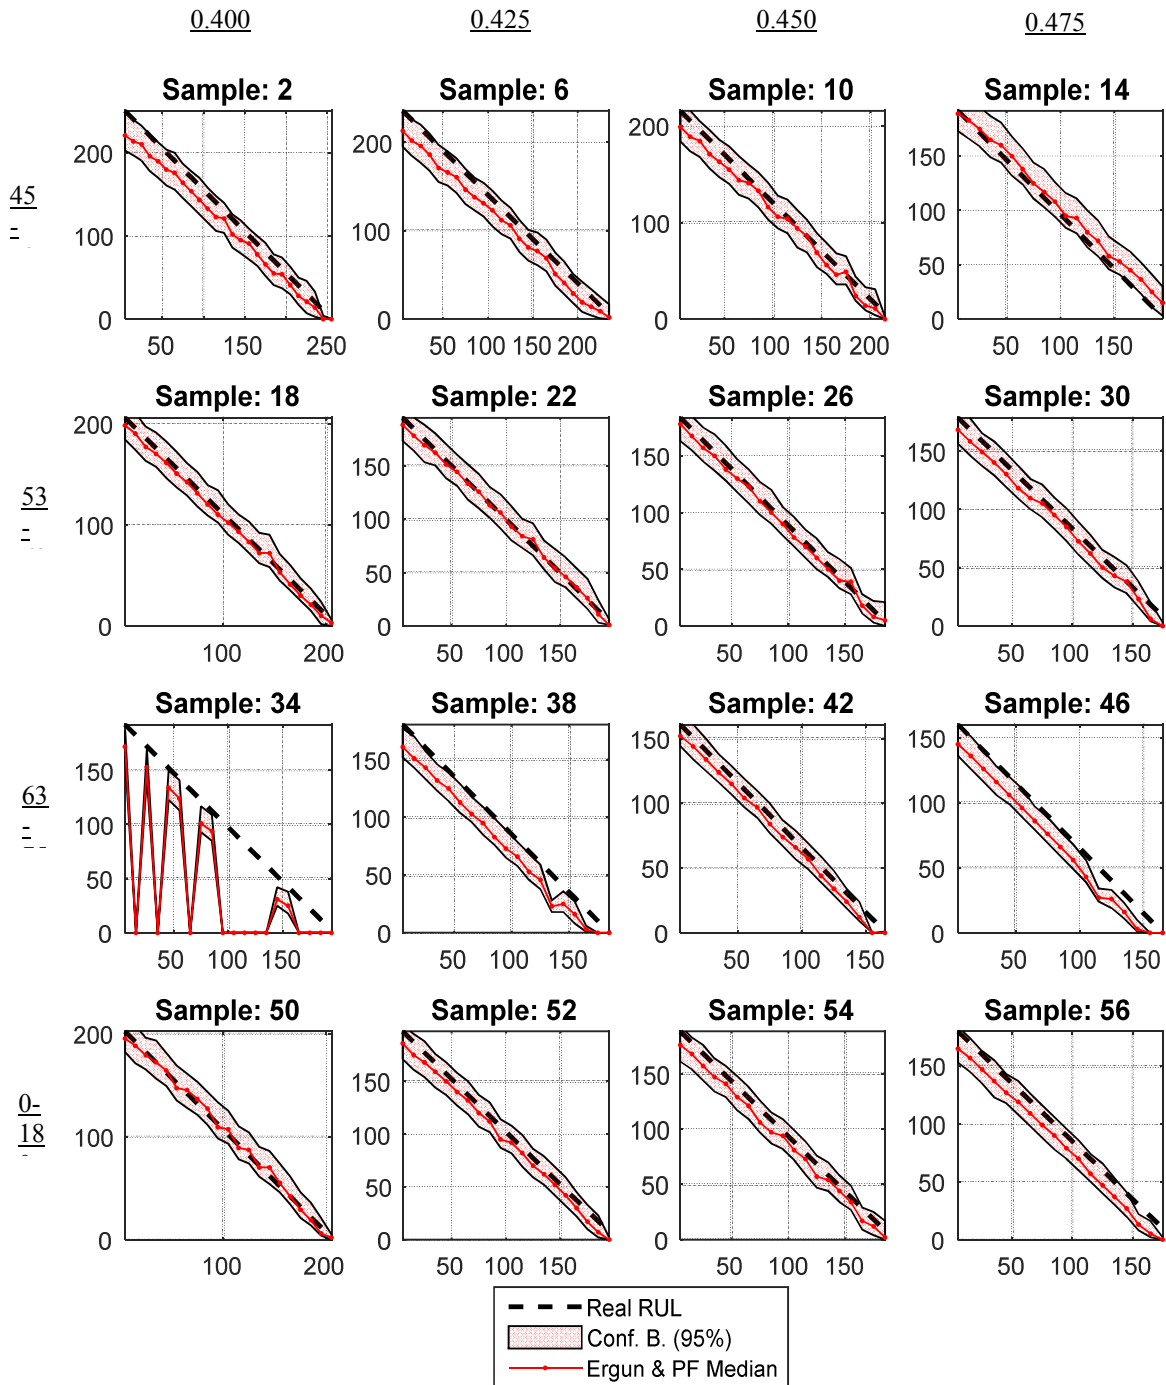 0.400 0.425 0.450 0.475
Sample: 2 Sample: 6 Sample: 10 Sample: 14
200 200 200 150
100 100 100 100
50
0 0 0 0
50 150 250 50 100 150 200 50 100 150 200 50 100 150
45
-
Sample: 18 Sample: 22 Sample: 26 Sample: 30
200 150 150 150
100 100 100 100
50 50 50
0 0 0 0
100 200 50 100 150 50 100 150 50 100 150
53
-
Sample: 34 Sample: 38 Sample: 42 Sample: 46
150 150 150 150
100 100 100 100
50 50 50 50
0 0 0 0
50 100 150 50 100 150 50 100 150 50 100 150
63
-
Sample: 50 Sample: 52 Sample: 54 Sample: 56
200 150 150 150
100 100 100 100
50 50 50
0 0 0 0
100 200 50 100 150 50 100 150 50 100 150
0-
18
Real RUL
Conf. B. (95%)
Ergun & PF Median